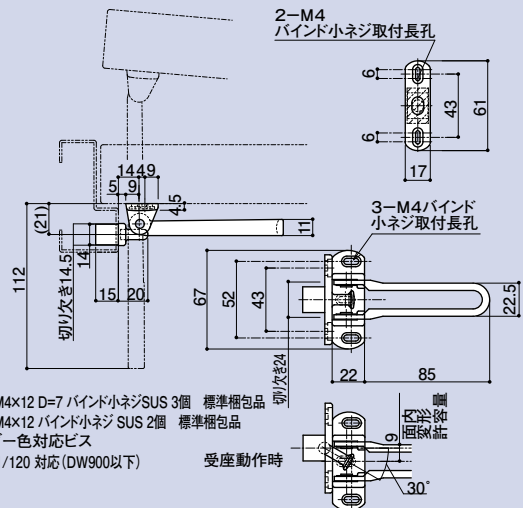 2−M4
バインド小ネジ取付長孔
6
43
61
6
17
14
4.9
5
9
4.5
(21)
11
14
112
切り欠き14.5
15
20
3−M4バインド
小ネジ取付長孔
67
52
43
切り欠き24
22.5
22
85
M4×12 D=7 バインド小ネジSUS 3個 標準梱包品
M4×12 バインド小ネジ SUS 2個 標準梱包品
ー色対応ビス
/120 対応(DW900以下)
受座動作時
面内
変形
許容量
9
30°